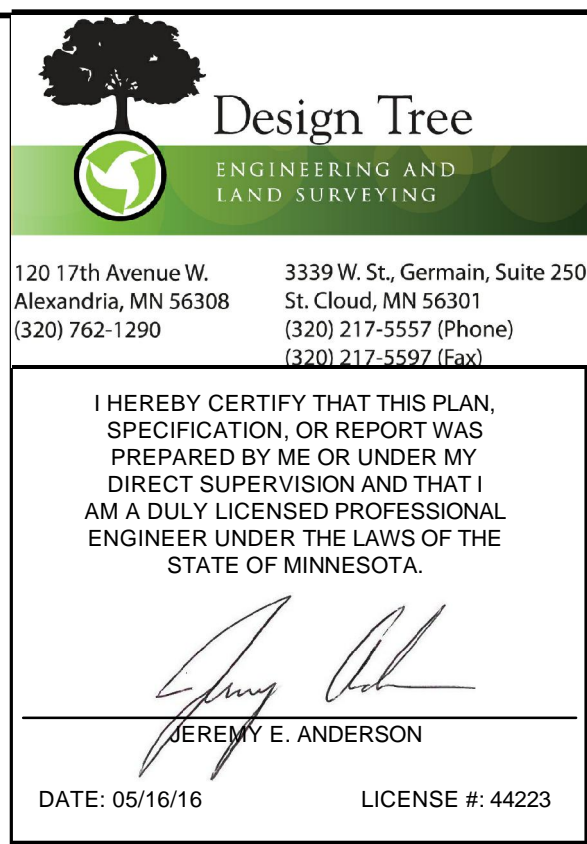 Design Tree
ENGINEERING AND
LAND SURVEYING
120 17th Avenue W.
Alexandria, MN 56308
(320) 762-1290
3339 W. St., Germain, Suite 250
St. Cloud, MN 56301
(320) 217-5557 (Phone)
(320) 217-5597 (Fax)
I HEREBY CERTIFY THAT THIS PLAN,
SPECIFICATION, OR REPORT WAS
PREPARED BY ME OR UNDER MY
DIRECT SUPERVISION AND THAT I
AM A DULY LICENSED PROFESSIONAL
ENGINEER UNDER THE LAWS OF THE
STATE OF MINNESOTA.
JEREMY E. ANDERSON
DATE: 05/16/16 LICENSE #: 44223